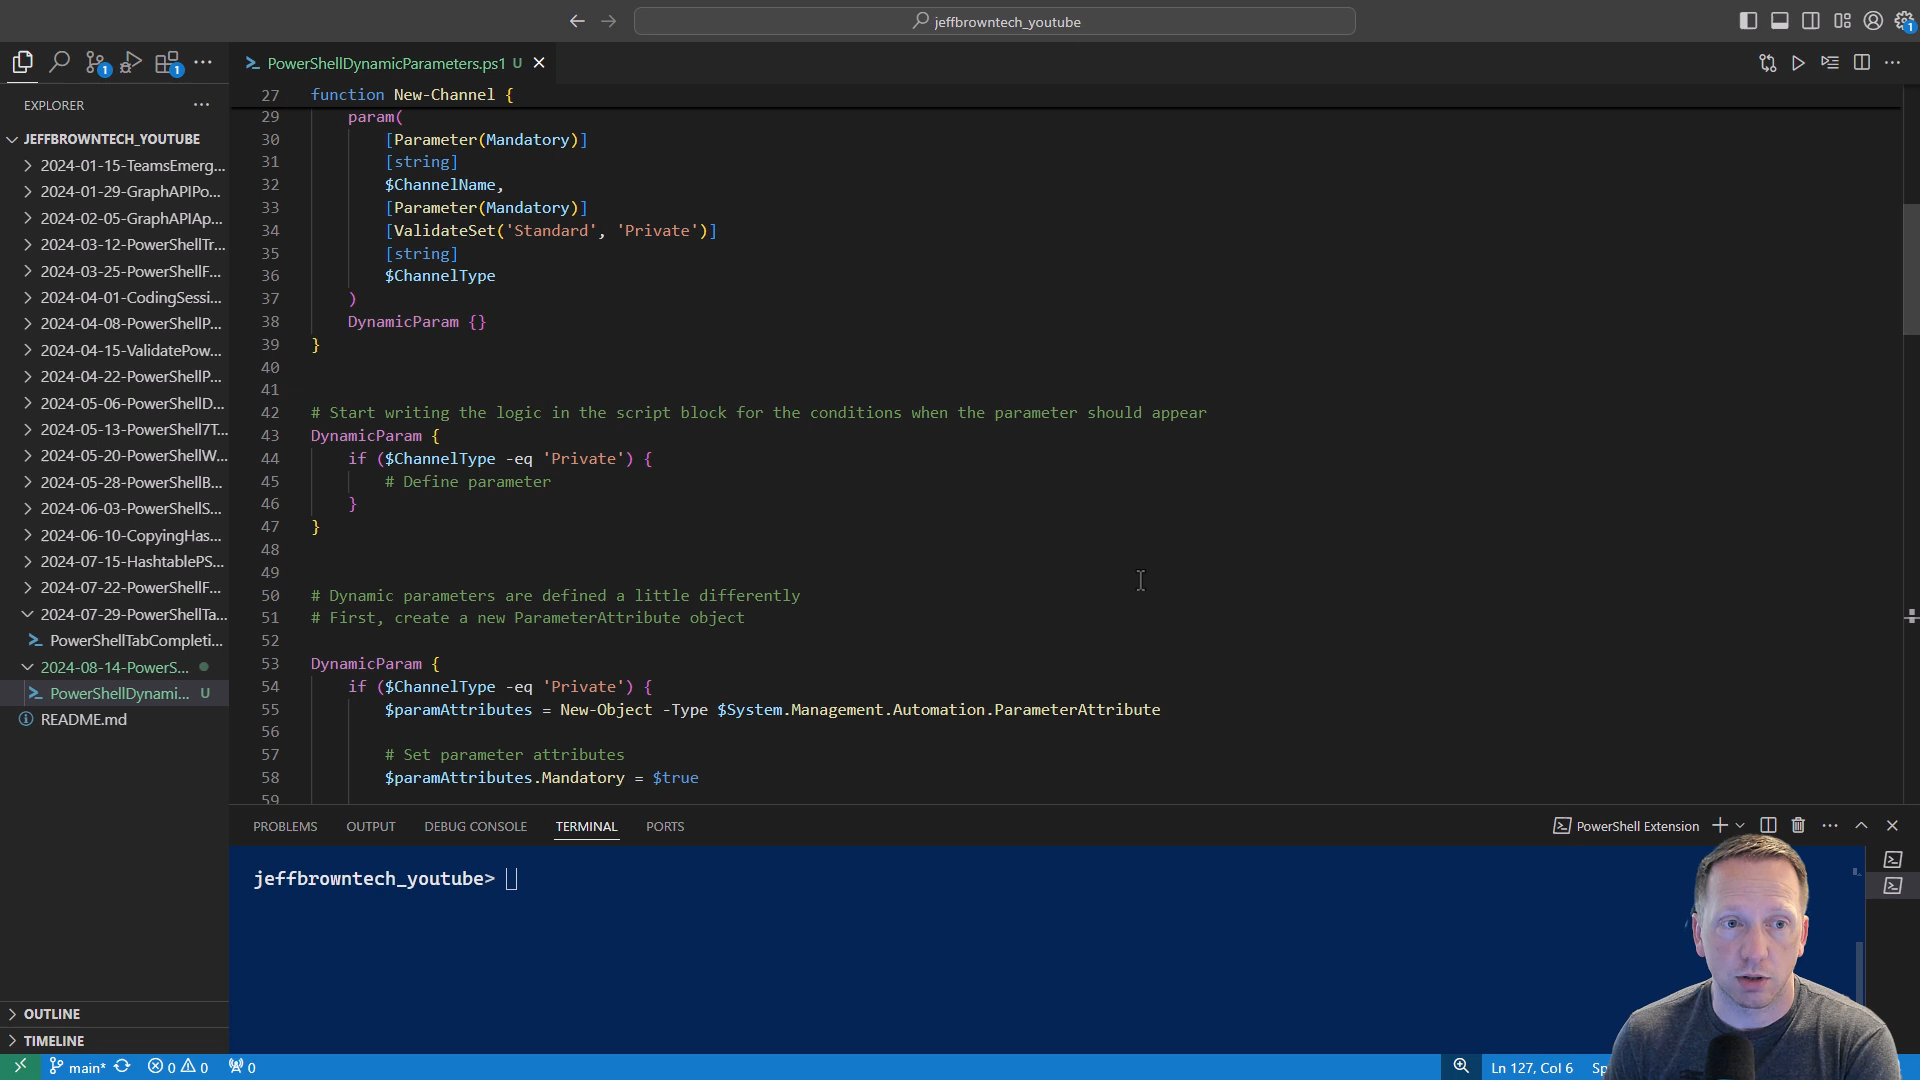 jeffbrowntech_youtube
1
1
1
PowerShellDynamicParameters.ps1 U
EXPLORER
JEFFBROWNTECH_YOUTUBE
2024-01-15-TeamsEmerg...
2024-01-29-GraphAPIPo...
2024-02-05-GraphAPIAp...
2024-03-12-PowerShellTr...
2024-03-25-PowerShellF...
2024-04-01-CodingSessi...
2024-04-08-PowerShellP...
2024-04-15-ValidatePow...
2024-04-22-PowerShellP...
2024-05-06-PowerShellD...
2024-05-13-PowerShell7T...
2024-05-20-PowerShellW...
2024-05-28-PowerShellB...
2024-06-03-PowerShellS...
2024-06-10-CopyingHas...
2024-07-15-HashtablePS...
2024-07-22-PowerShellF...
2024-07-29-PowerShellTa...
PowerShellTabCompleti...
2024-08-14-PowerS...
PowerShellDynami... U
README.md
OUTLINE
TIMELINE
27 function New-Channel {
29 param(
30 [Parameter(Mandatory)]
31 [string]
32 $ChannelName,
33 [Parameter(Mandatory)]
34 [ValidateSet('Standard', 'Private')]
35 [string]
36 $ChannelType
37 )
38 DynamicParam {}
39 }
40
41
42 # Start writing the logic in the script block for the conditions when the parameter should appear
43 DynamicParam {
44 if ($ChannelType -eq 'Private') {
45 # Define parameter
46 }
47 }
48
49
50 # Dynamic parameters are defined a little differently
51 # First, create a new ParameterAttribute object
52
53 DynamicParam {
54 if ($ChannelType -eq 'Private') {
55 $paramAttributes = New-Object -Type $System.Management.Automation.ParameterAttribute
56
57 # Set parameter attributes
58 $paramAttributes.Mandatory = $true
59
PROBLEMS OUTPUT DEBUG CONSOLE TERMINAL PORTS
PowerShell Extension
jeffbrowntech_youtube>
main* 0 0 0
Ln 127, Col 6 Sp